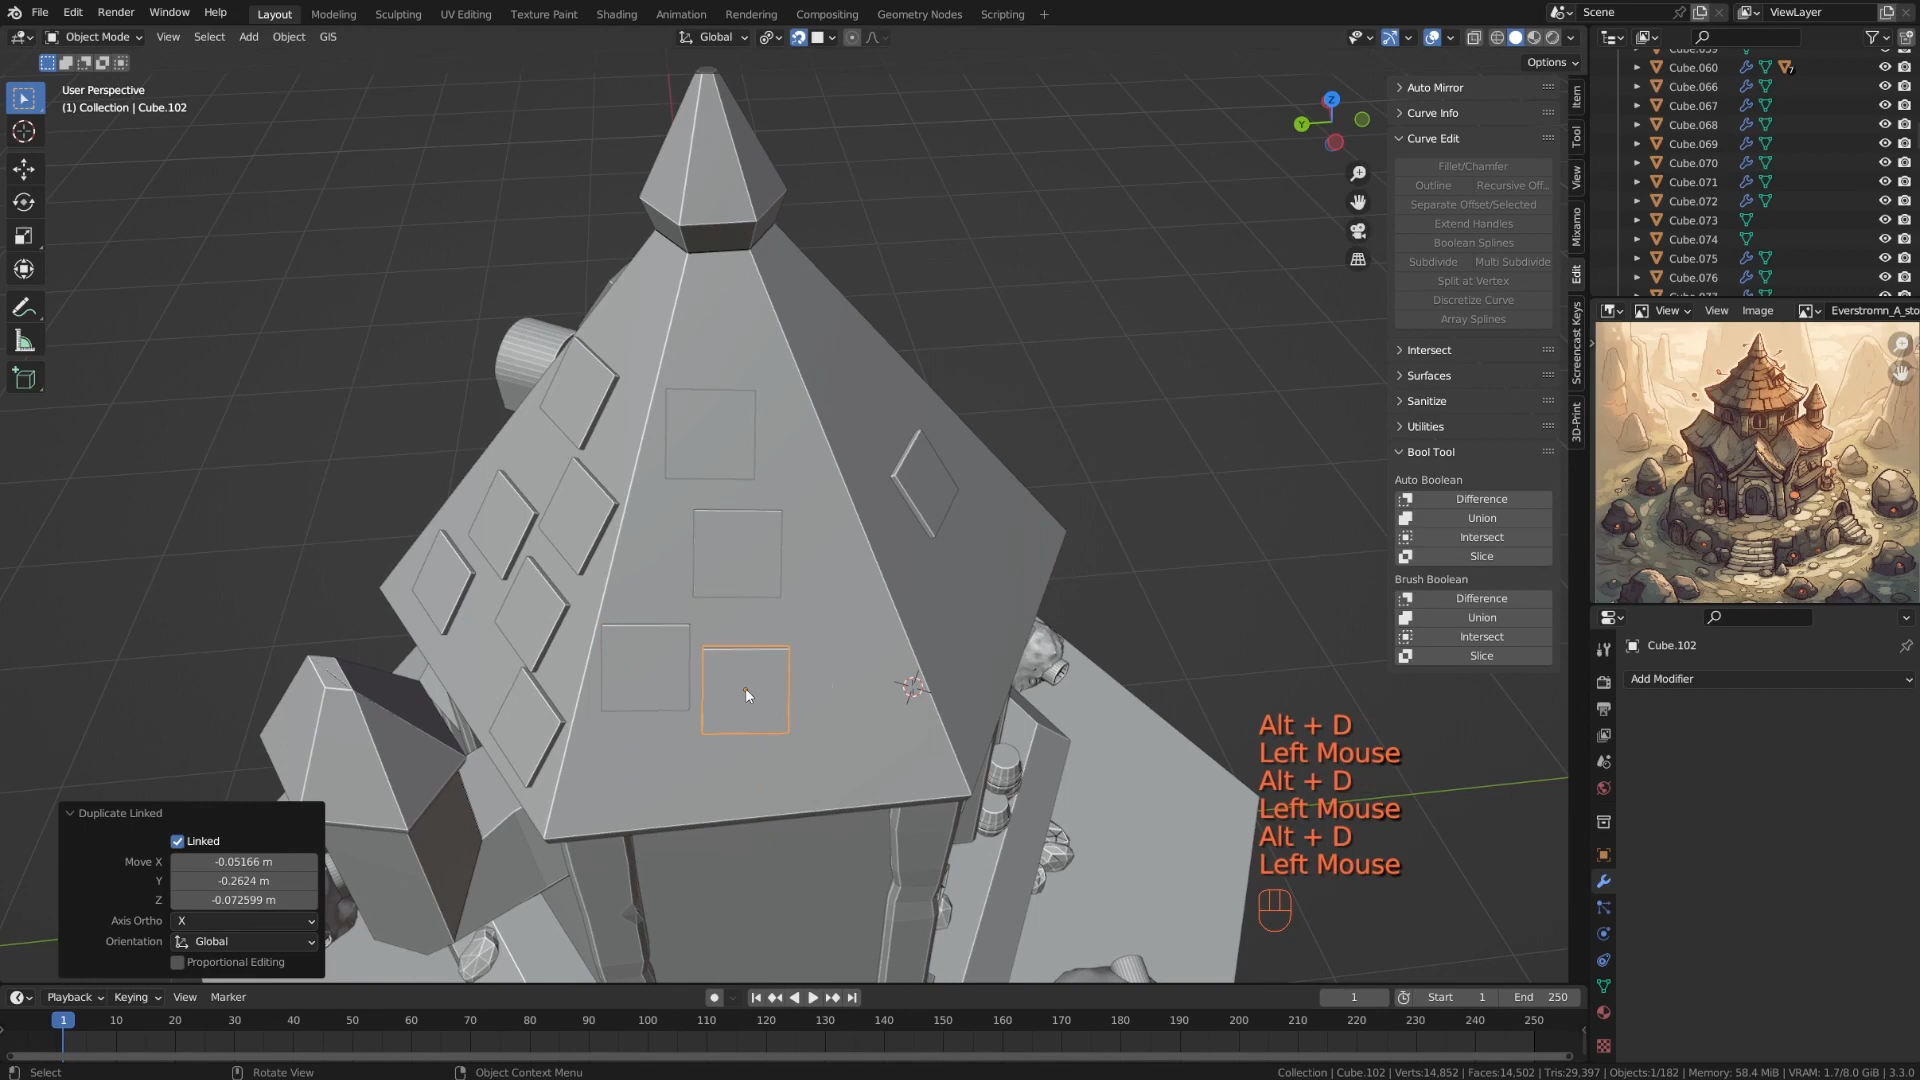 File Edit Render Window Help Layout Modeling Sculpting UV Editing Texture Paint Shading Animation Rendering Compositing Geometry Nodes Scripting + Scene ViewLayer
Object Mode View Select Add Object GIS Global
Options
User Perspective
(1) Collection | Cube.102
Auto Mirror
Curve Info
Curve Edit
Fillet/Chamfer
Outline Recursive Off...
Separate Offset/Selected
Extend Handles
Boolean Splines
Subdivide Multi Subdivide
Split at Vertex
Discretize Curve
Array Splines
Intersect
Surfaces
Sanitize
Utilities
Bool Tool
Auto Boolean
Difference
Union
Intersect
Slice
Brush Boolean
Difference
Union
Intersect
Slice
Item
Tool
View
Mixamo
Edit
Screencast Keys
3D-Print
Z
Y
Cube.060 7
Cube.066
Cube.067
Cube.068
Cube.069
Cube.070
Cube.071
Cube.072
Cube.073
Cube.074
Cube.075
Cube.076
View View Image Everstromn_A_sto
Cube.102
Add Modifier
Alt + D
Left Mouse
Alt + D
Left Mouse
Alt + D
Left Mouse
Duplicate Linked
Linked
Move X -0.05166 m
Y -0.2624 m
Z -0.072599 m
Axis Ortho X
Orientation Global
Proportional Editing
Playback Keying View Marker 1 Start 1 End 250
1 10 20 30 40 50 60 70 80 90 100 110 120 130 140 150 160 170 180 190 200 210 220 230 240 250
Select Rotate View Object Context Menu Collection | Cube.102 | Verts:14,852 | Faces:14,502 | Tris:29,397 | Objects:1/182 | Memory: 58.4 MiB | VRAM: 1.7/8.0 GiB | 3.3.0